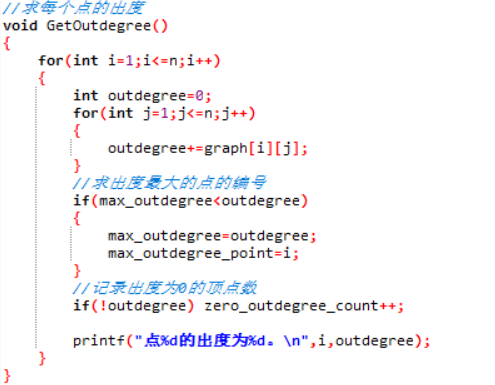 //求每个点的出度
void GetOutdegree()
{
    for(int i=1;i<=n;i++)
    {
        int outdegree=0;
        for(int j=1;j<=n;j++)
        {
            outdegree+=graph[i][j];
        }
        //求出度最大的点的编号
        if(max_outdegree<outdegree)
        {
            max_outdegree=outdegree;
            max_outdegree_point=i;
        }
        //记录出度为0的顶点数
        if(!outdegree) zero_outdegree_count++;
        printf("点%d的出度为%d。\n",i,outdegree);
    }
}